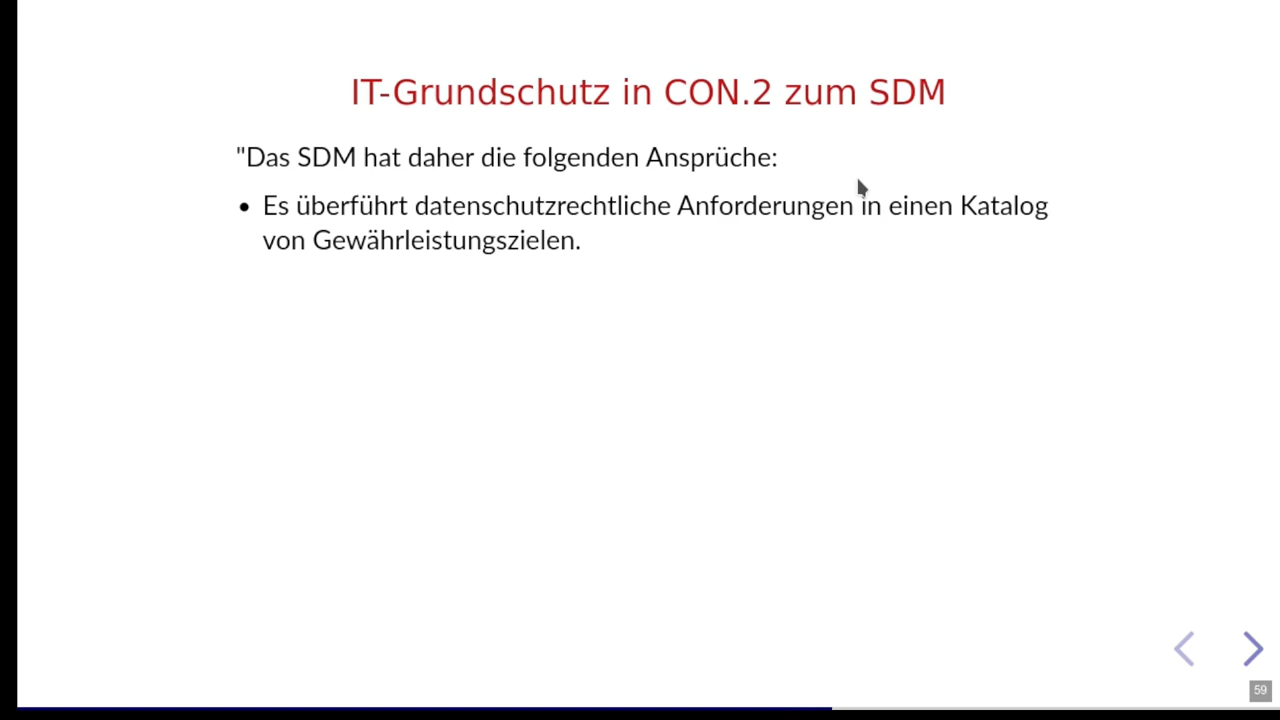 IT-Grundschutz in CON.2 zum SDM
"Das SDM hat daher die folgenden Ansprüche:
• Es überführt datenschutzrechtliche Anforderungen in einen Katalog
von Gewährleistungszielen.
59